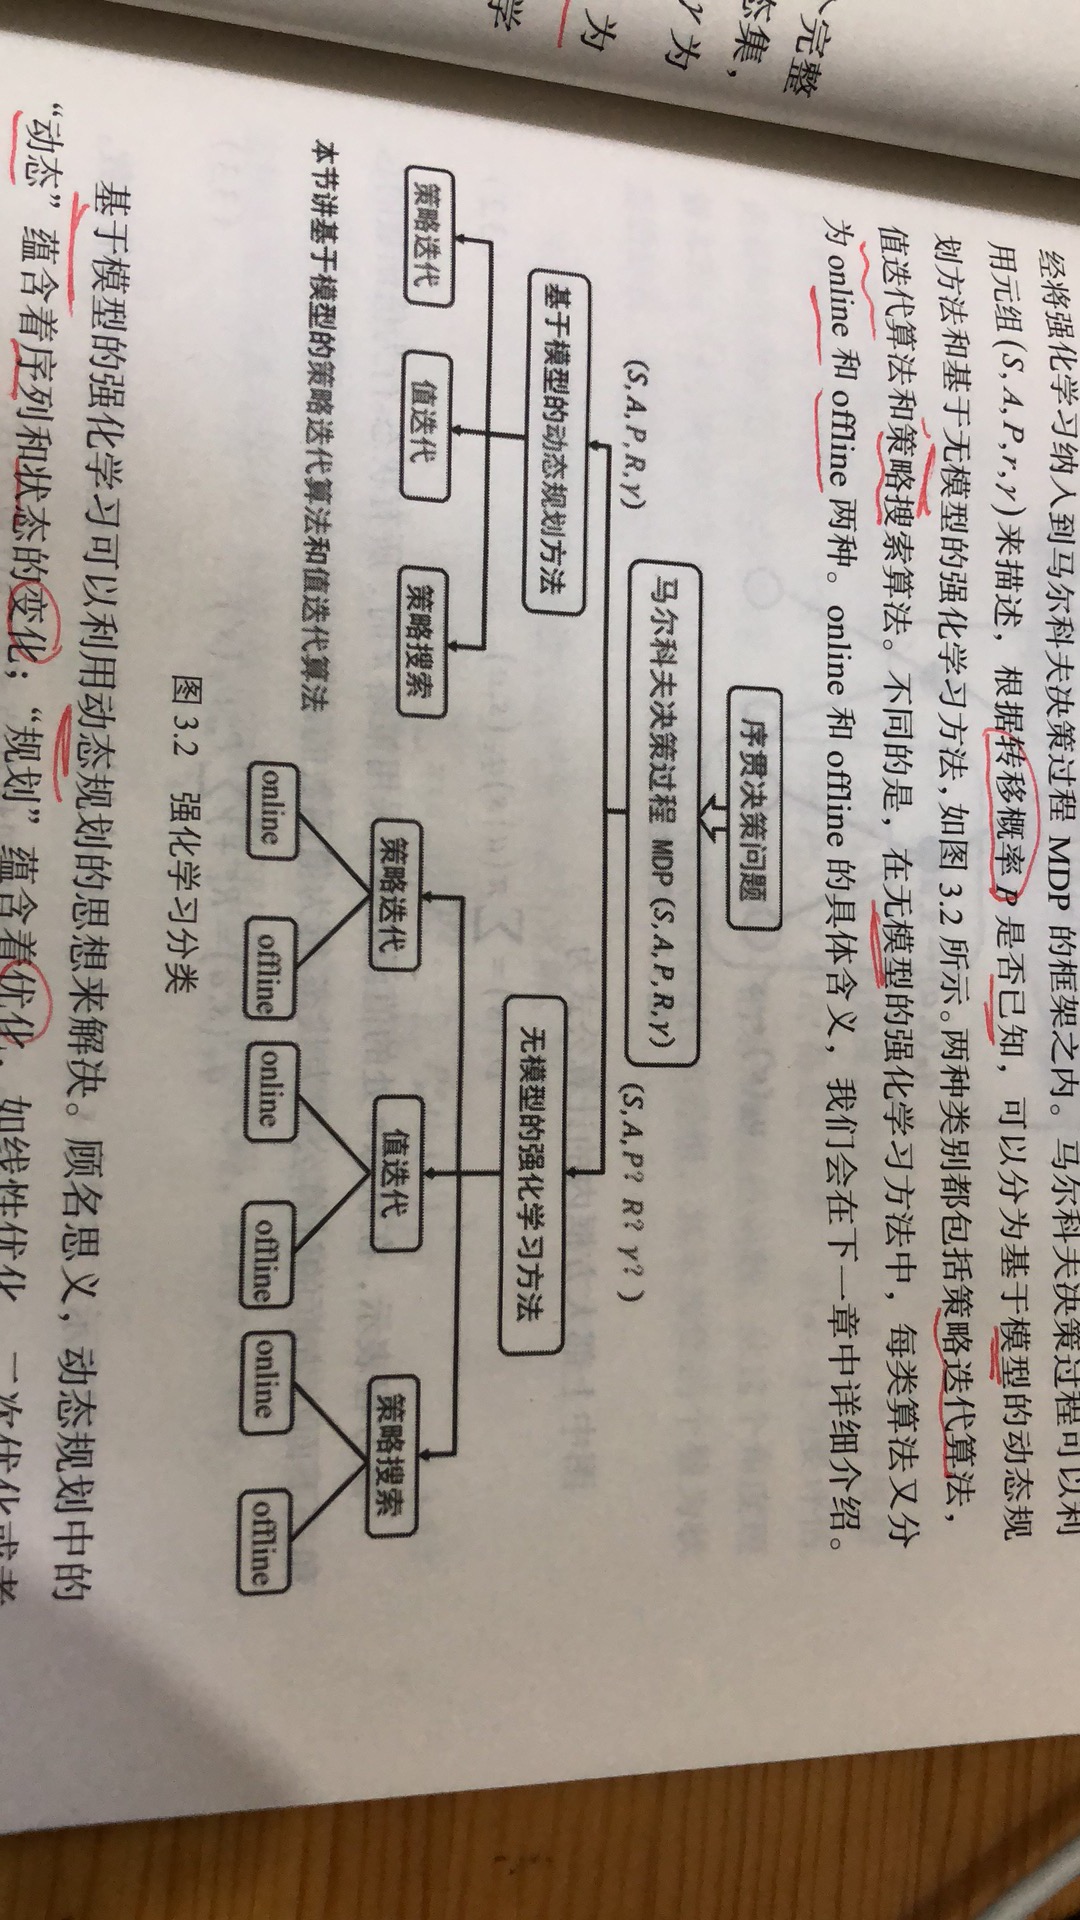 、完整
态集，
γ 为
为
学
经将强化学习纳入到马尔科夫决策过程 MDP 的框架之内。马尔科夫决策过程可以利
用元组(S, A, P, r, γ)来描述，根据转移概率 P 是否已知，可以分为基于模型的动态规
划方法和基于无模型的强化学习方法，如图 3.2 所示。两种类别都包括策略迭代算法，
值迭代算法和策略搜索算法。不同的是，在无模型的强化学习方法中，每类算法又分
为 online 和 offline 两种。online 和 offline 的具体含义，我们会在下一章中详细介绍。
序贯决策问题
马尔科夫决策过程 MDP (S, A, P, R, γ)
(S, A, P, R, γ)
(S, A, P? R? γ? )
基于模型的动态规划方法
无模型的强化学习方法
策略迭代
值迭代
策略搜索
策略迭代
值迭代
策略搜索
online
offline
online
offline
online
offline
本节讲基于模型的策略迭代算法和值迭代算法
图 3.2 强化学习分类
基于模型的强化学习可以利用动态规划的思想来解决。顾名思义，动态规划中的
“动态”蕴含着序列和状态的变化；“规划”蕴含着优化，如线性优化，二次优化或者